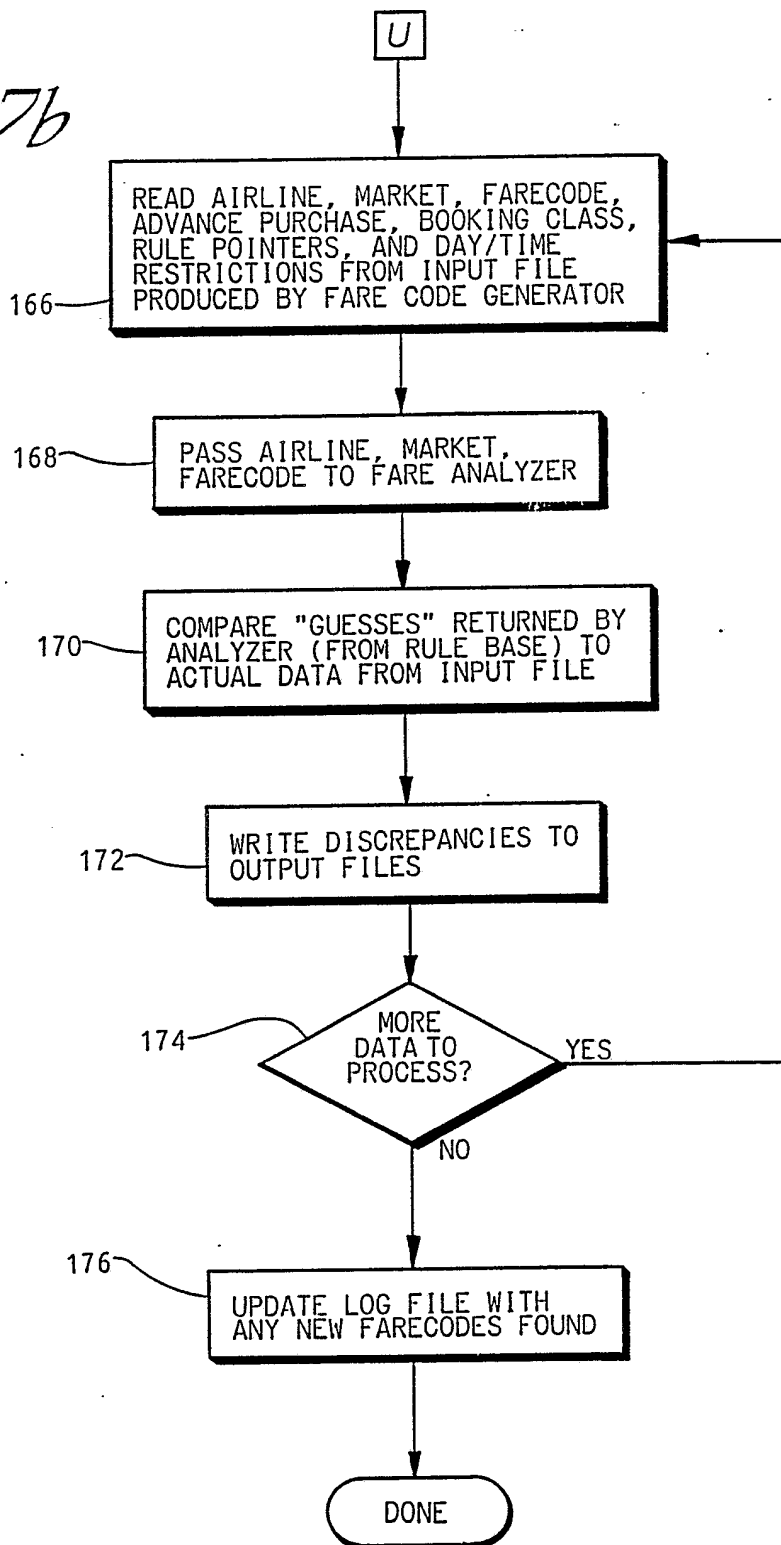 U
7b
READ AIRLINE, MARKET, FARECODE,
ADVANCE PURCHASE, BOOKING CLASS,
RULE POINTERS, AND DAY/TIME
RESTRICTIONS FROM INPUT FILE
PRODUCED BY FARE CODE GENERATOR
166
168
PASS AIRLINE, MARKET,
FARECODE TO FARE ANALYZER
170
COMPARE "GUESSES" RETURNED BY
ANALYZER (FROM RULE BASE) TO
ACTUAL DATA FROM INPUT FILE
172
WRITE DISCREPANCIES TO
OUTPUT FILES
174
MORE
DATA TO
PROCESS?
YES
NO
176
UPDATE LOG FILE WITH
ANY NEW FARECODES FOUND
DONE